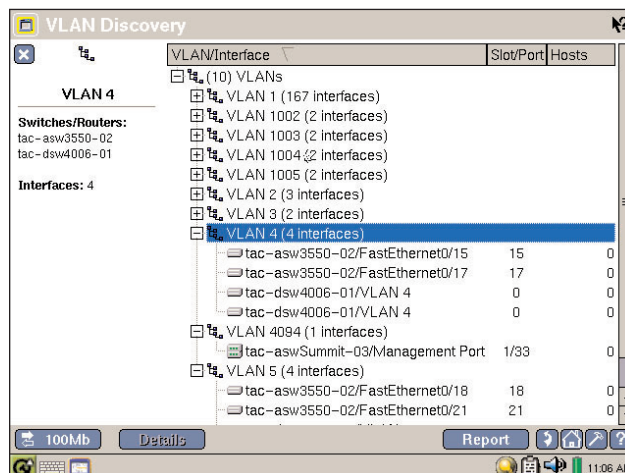 VLAN Discovery
VLAN 4
Switches/Routers:
tac-asw3550-02
tac-dsw4006-01
Interfaces: 4
VLAN/Interface Slot/Port Hosts
(10) VLANs
VLAN 1 (167 interfaces)
VLAN 1002 (2 interfaces)
VLAN 1003 (2 interfaces)
VLAN 1004 (2 interfaces)
VLAN 1005 (2 interfaces)
VLAN 2 (3 interfaces)
VLAN 3 (2 interfaces)
VLAN 4 (4 interfaces)
tac-asw3550-02/FastEthernet0/15 15 0
tac-asw3550-02/FastEthernet0/17 17 0
tac-dsw4006-01/VLAN 4 0 0
tac-dsw4006-01/VLAN 4 0 0
VLAN 4094 (1 interfaces)
tac-aswSummit-03/Management Port 1/33 0
VLAN 5 (4 interfaces)
tac-asw3550-02/FastEthernet0/18 18 0
tac-asw3550-02/FastEthernet0/21 21 0
100Mb Details Report ?
11:06 AM